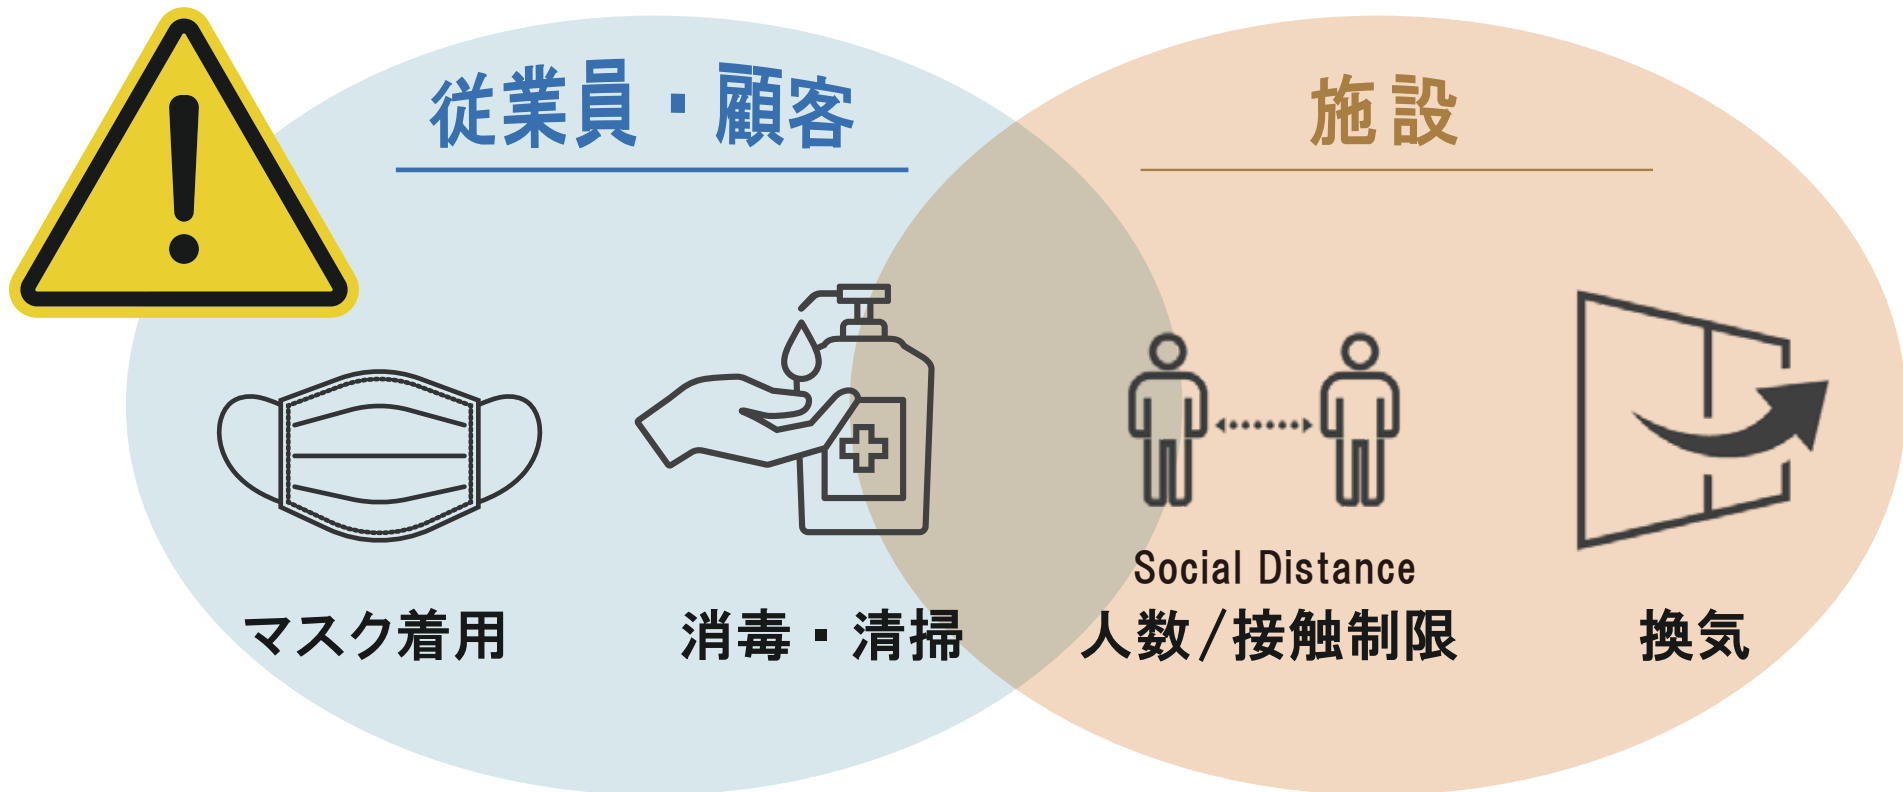 従業員・顧客
施設
Social Distance
マスク着用
消毒・清掃
人数/接触制限
換気